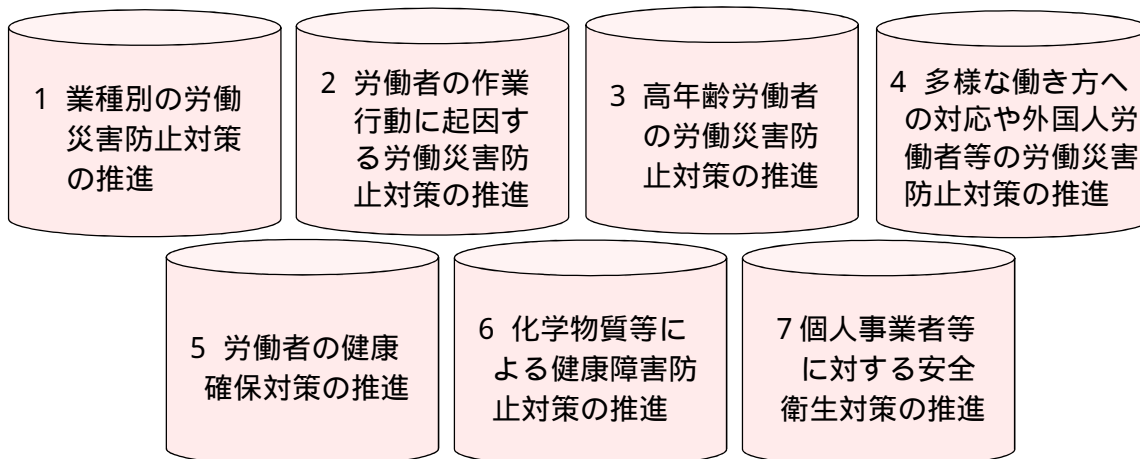 1 業種別の労働
災害防止対策
の推進
2 労働者の作業
行動に起因す
る労働災害防
止対策の推進
3 高年齢労働者
の労働災害防
止対策の推進
4 多様な働き方へ
の対応や外国人労
働者等の労働災害
防止対策の推進
5 労働者の健康
確保対策の推進
6 化学物質等に
よる健康障害防
止対策の推進
7個人事業者等
に対する安全
衛生対策の推進